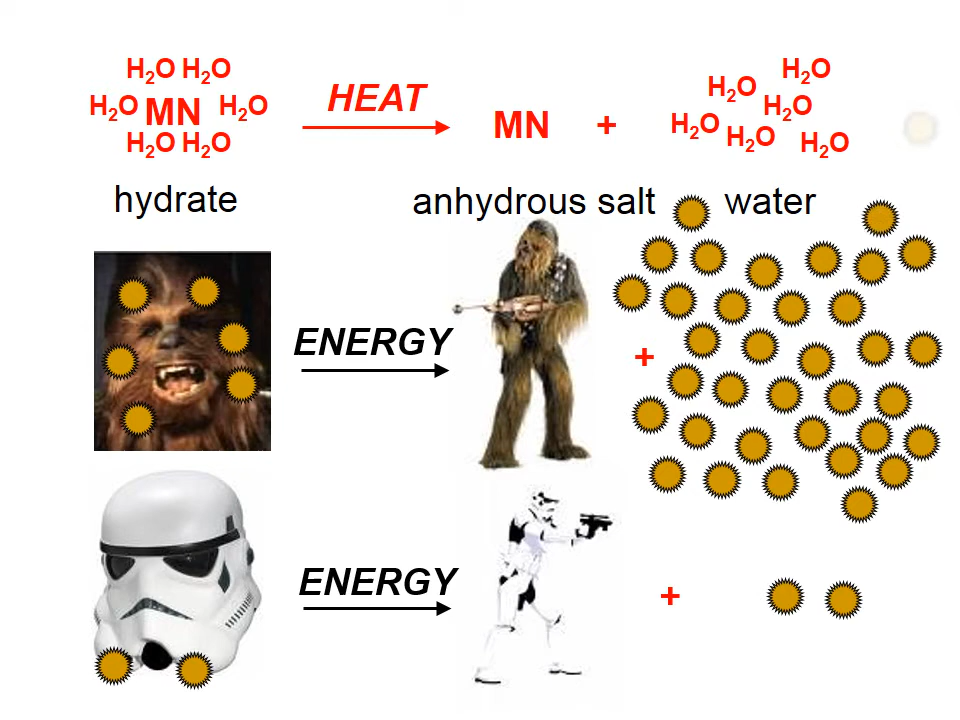 H₂O H₂O
H₂O MN H₂O
H₂O H₂O
HEAT
MN +
H₂O
H₂O
H₂O
H₂O
H₂O
H₂O
hydrate
anhydrous salt
water
ENERGY
+
ENERGY
+